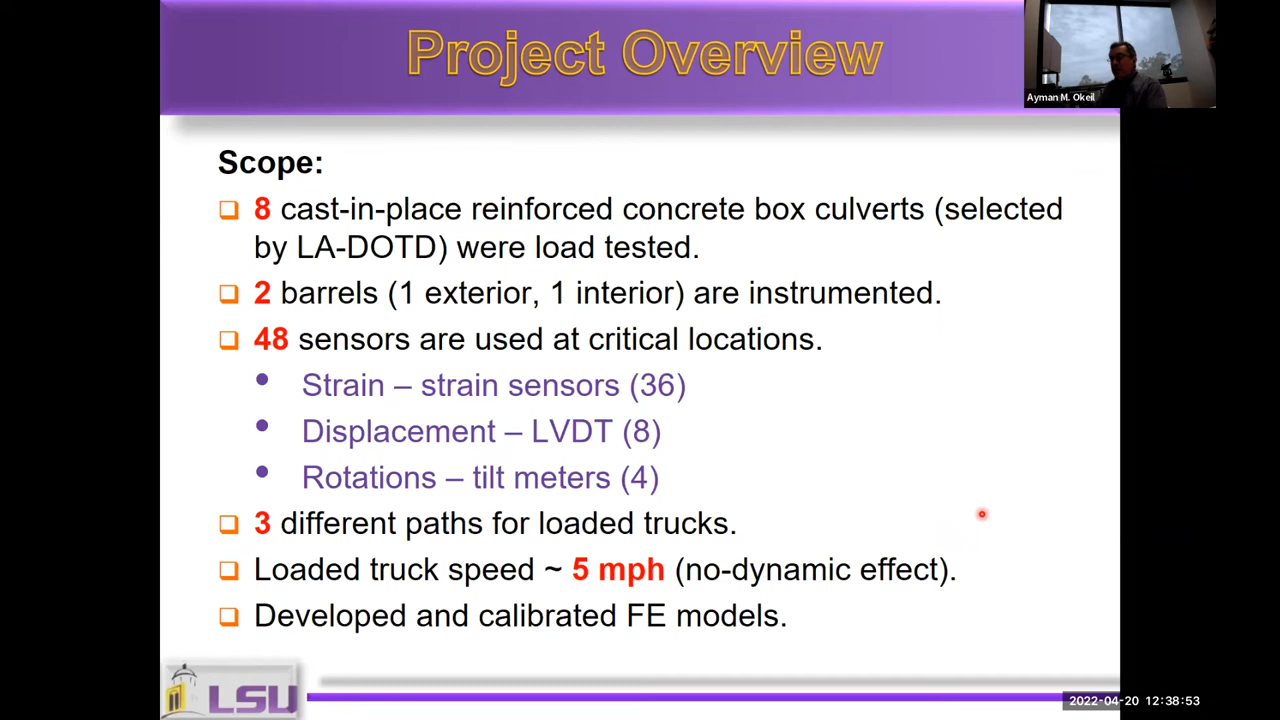 Project Overview
Ayman M. Okeil
Scope:
8 cast-in-place reinforced concrete box culverts (selected
by LA-DOTD) were load tested.
2 barrels (1 exterior, 1 interior) are instrumented.
48 sensors are used at critical locations.
• Strain – strain sensors (36)
• Displacement – LVDT (8)
• Rotations – tilt meters (4)
3 different paths for loaded trucks.
Loaded truck speed ~ 5 mph (no-dynamic effect).
Developed and calibrated FE models.
LSU
2022-04-20 12:38:53